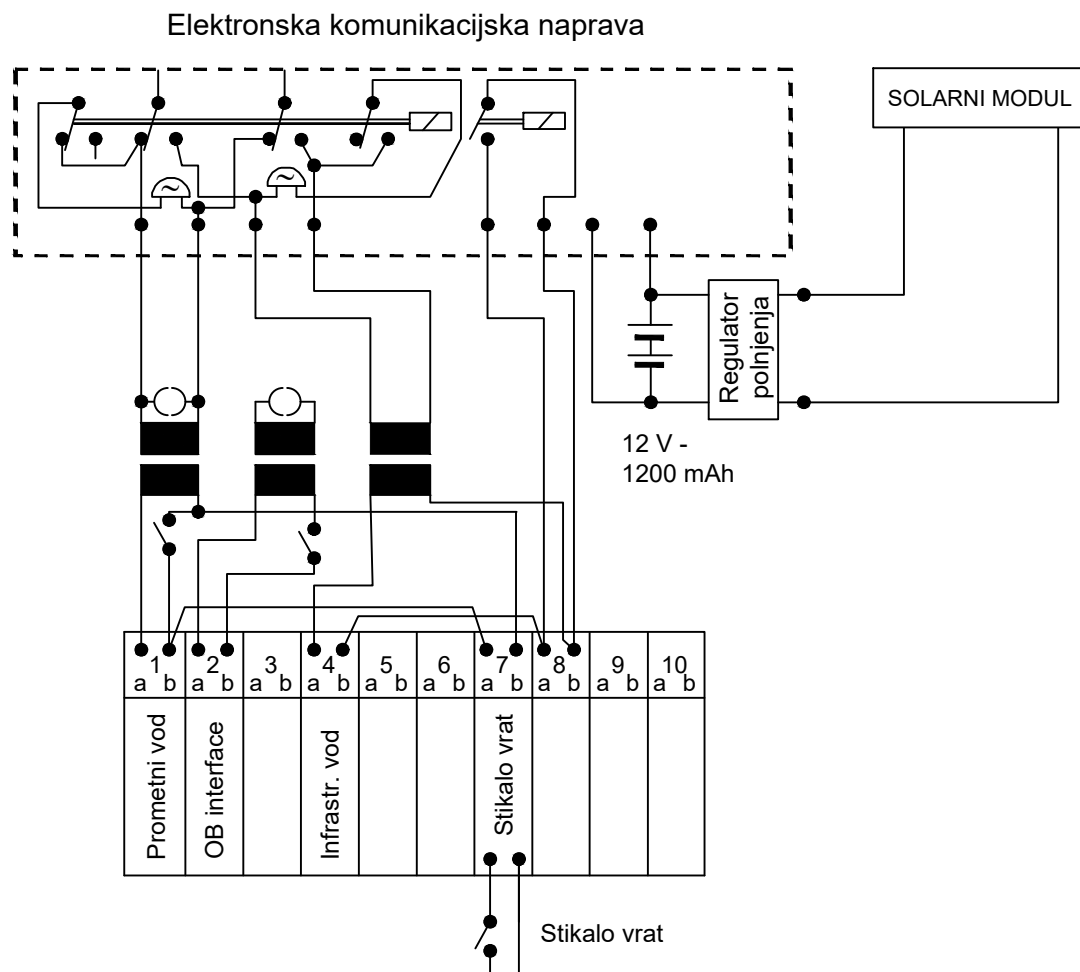 Elektronska komunikacijska naprava
SOLARNI MODUL
~
~
Regulator
polnjenja
12 V -
1200 mAh
1 2 3 4 5 6 7 8 9 10
a b a b a b a b a b a b a b a b a b a b
Prometni vod
OB interface
Infrastr. vod
Stikalo vrat
Stikalo vrat